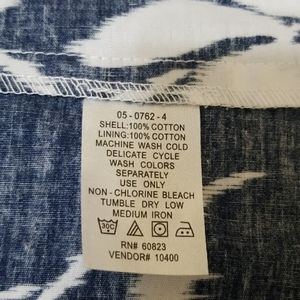 05-0762-4
SHELL:100% COTTON
LINING:100% COTTON
MACHINE WASH COLD
DELICATE CYCLE
WASH COLORS
SEPARATELY
USE ONLY
NON-CHLORINE BLEACH
TUMBLE DRY LOW
MEDIUM IRON
30C
RN# 60823
VENDOR# 10400